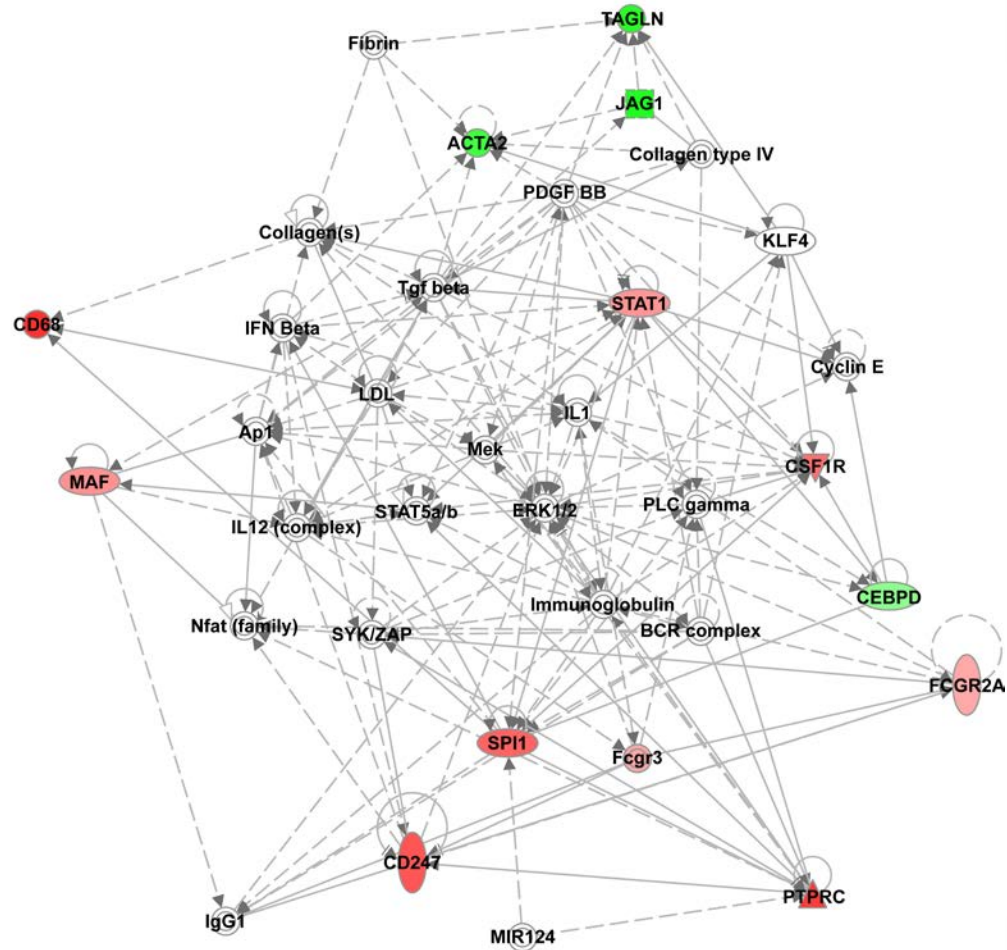 TAGLN
Fibrin
JAG1
ACTA2
Collagen type IV
PDGF BB
Collagen(s)
KLF4
Tgf beta
STAT1
CD68
IFN Beta
Cyclin E
LDL
IL1
Ap1
Mek
CSF1R
MAF
PLC gamma
STAT5a/b
ERK1/2
IL12 (complex)
CEBPD
Immunoglobulin
Nfat (family)
SYK/ZAP
BCR complex
FCGR2A
SPI1
Fcgr3
CD247
PTPRC
IgG1
MIR124